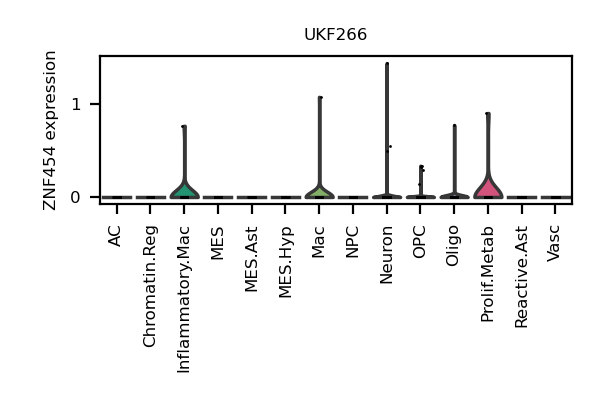 UKF266
ZNF454 expression
1
0
AC
Chromatin.Reg
Inflammatory.Mac
MES
MES.Ast
MES.Hyp
Mac
NPC
Neuron
OPC
Oligo
Prolif.Metab
Reactive.Ast
Vasc